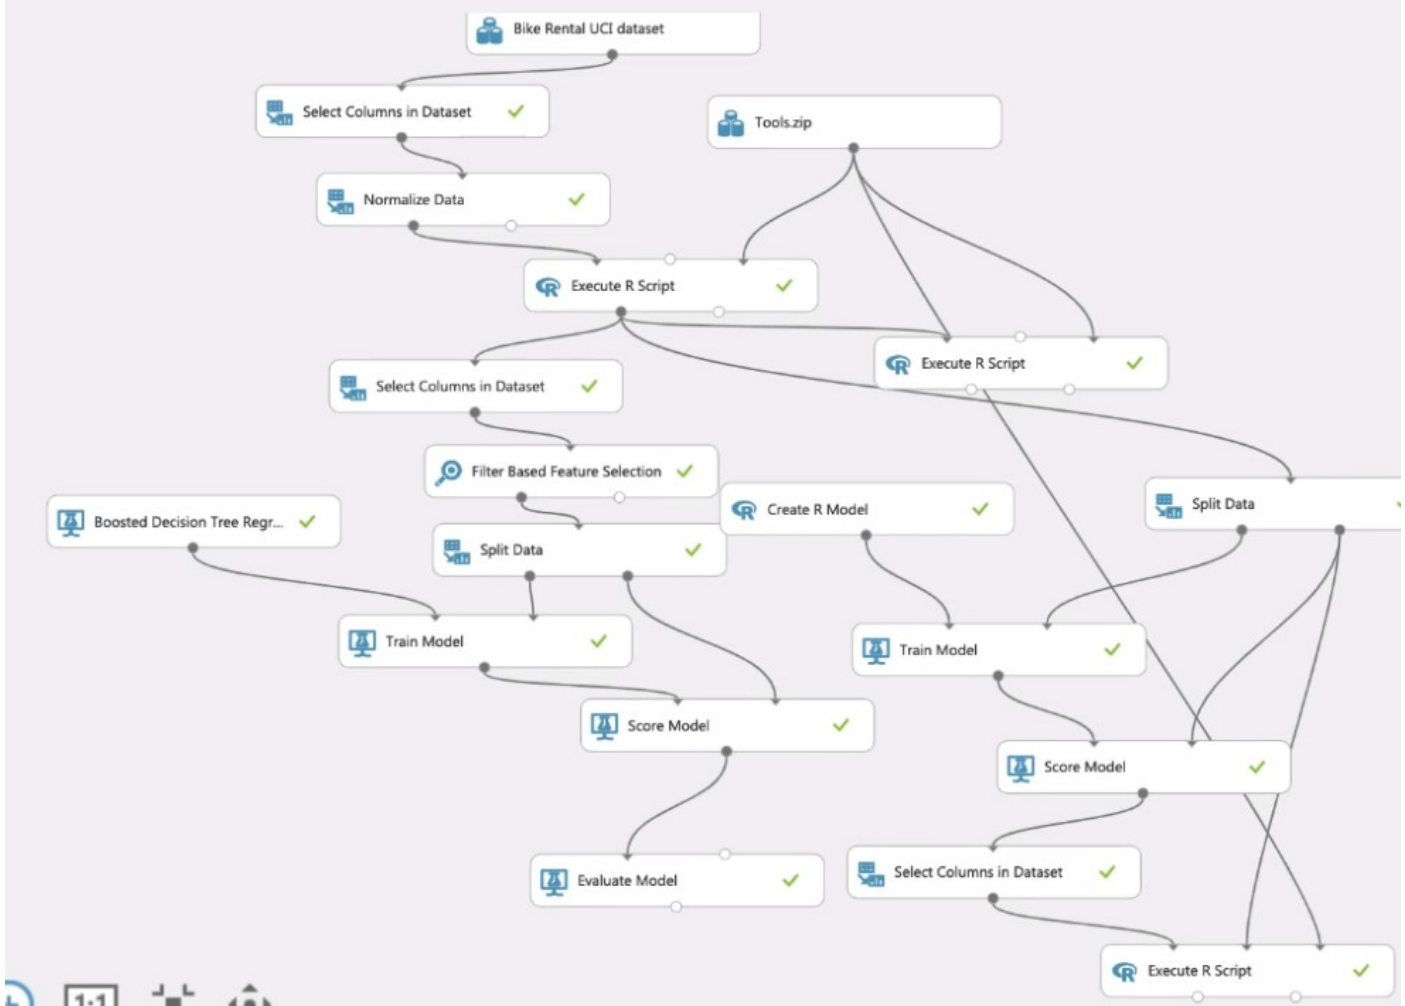 Bike Rental UCI dataset
Select Columns in Dataset
Tools.zip
Normalize Data
Execute R Script
Execute R Script
Select Columns in Dataset
Filter Based Feature Selection
Split Data
Create R Model
Boosted Decision Tree Regr...
Split Data
Train Model
Train Model
Score Model
Score Model
Select Columns in Dataset
Evaluate Model
Execute R Script
1:1